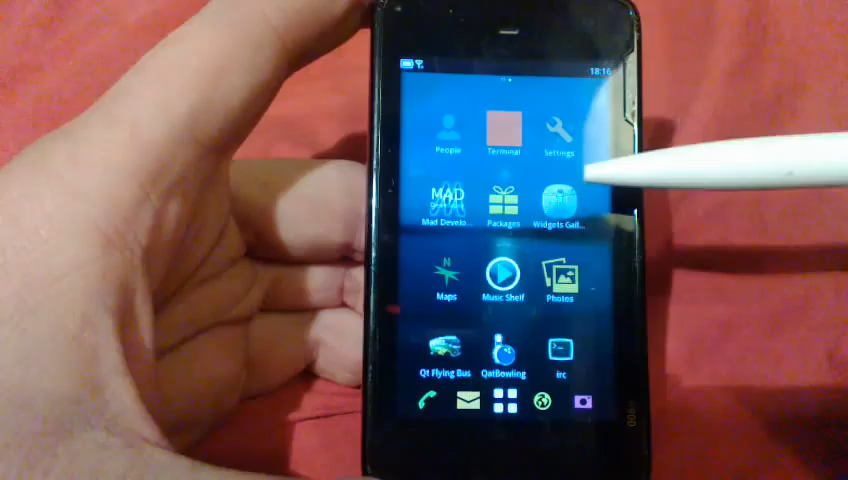 18:16
People Terminal Settings
MAD
Mad Develo... Packages Widgets Gall...
N
Maps Music Shelf Photos
Qt Flying Bus QatBowling irc
N900